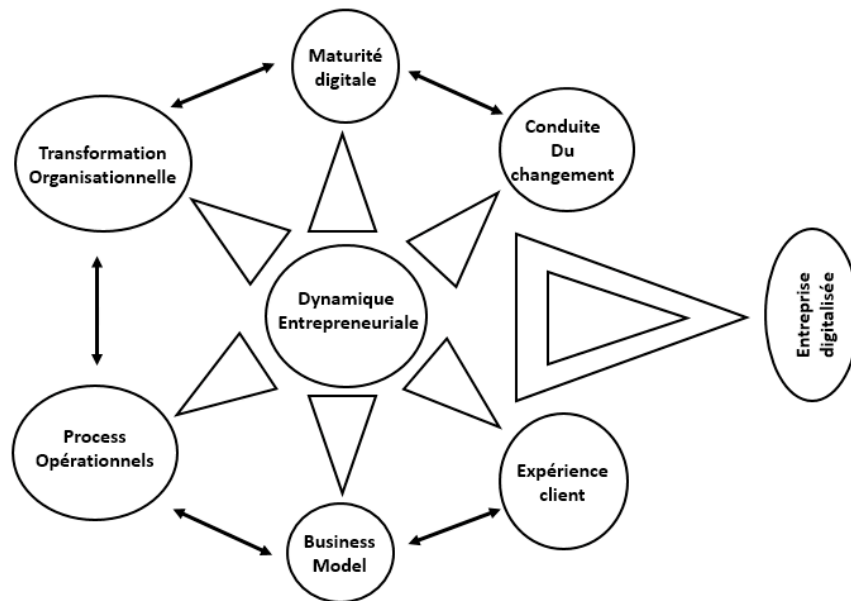 Maturité
digitale
Conduite
Du
changement
Transformation
Organisationnelle
Dynamique
Entrepreneuriale
Entreprise
digitalisée
Process
Opérationnels
Expérience
client
Business
Model